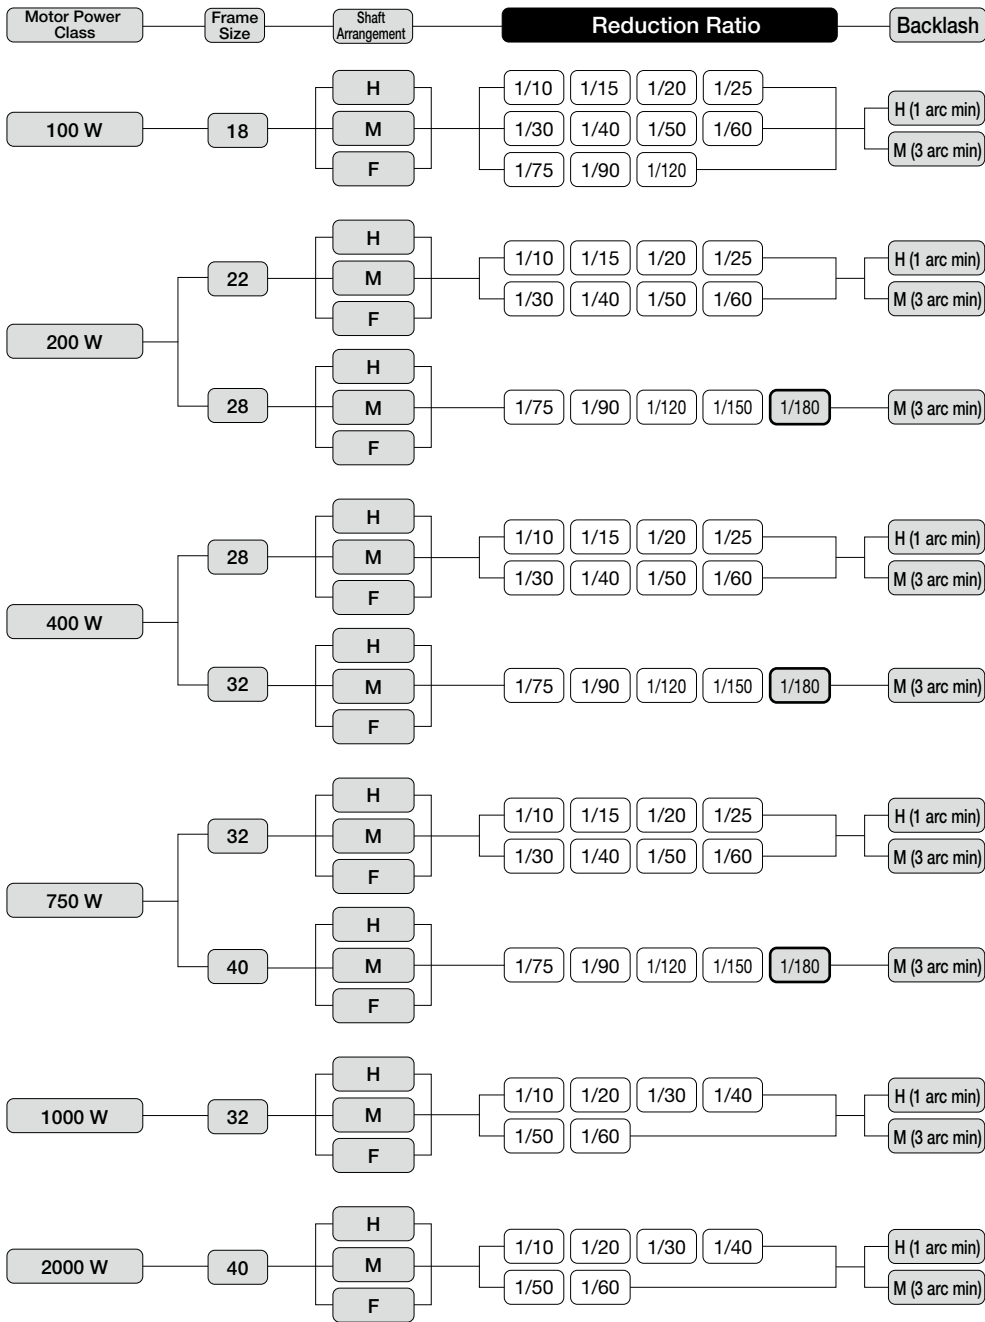 Motor Power Class Frame Size Shaft Arrangement Reduction Ratio Backlash
H
1/10 1/15 1/20 1/25
H (1 arc min)
100 W 18 M 1/30 1/40 1/50 1/60
M (3 arc min)
F 1/75 1/90 1/120
H
1/10 1/15 1/20 1/25 H (1 arc min)
22 M
1/30 1/40 1/50 1/60 M (3 arc min)
F
200 W
H
28 M 1/75 1/90 1/120 1/150 1/180 M (3 arc min)
F
H
1/10 1/15 1/20 1/25 H (1 arc min)
28 M
1/30 1/40 1/50 1/60 M (3 arc min)
F
400 W
H
32 M 1/75 1/90 1/120 1/150 1/180 M (3 arc min)
F
H
1/10 1/15 1/20 1/25 H (1 arc min)
32 M
1/30 1/40 1/50 1/60 M (3 arc min)
F
750 W
H
40 M 1/75 1/90 1/120 1/150 1/180 M (3 arc min)
F
H
1/10 1/20 1/30 1/40 H (1 arc min)
1000 W 32 M
1/50 1/60 M (3 arc min)
F
H
1/10 1/20 1/30 1/40 H (1 arc min)
2000 W 40 M
1/50 1/60 M (3 arc min)
F